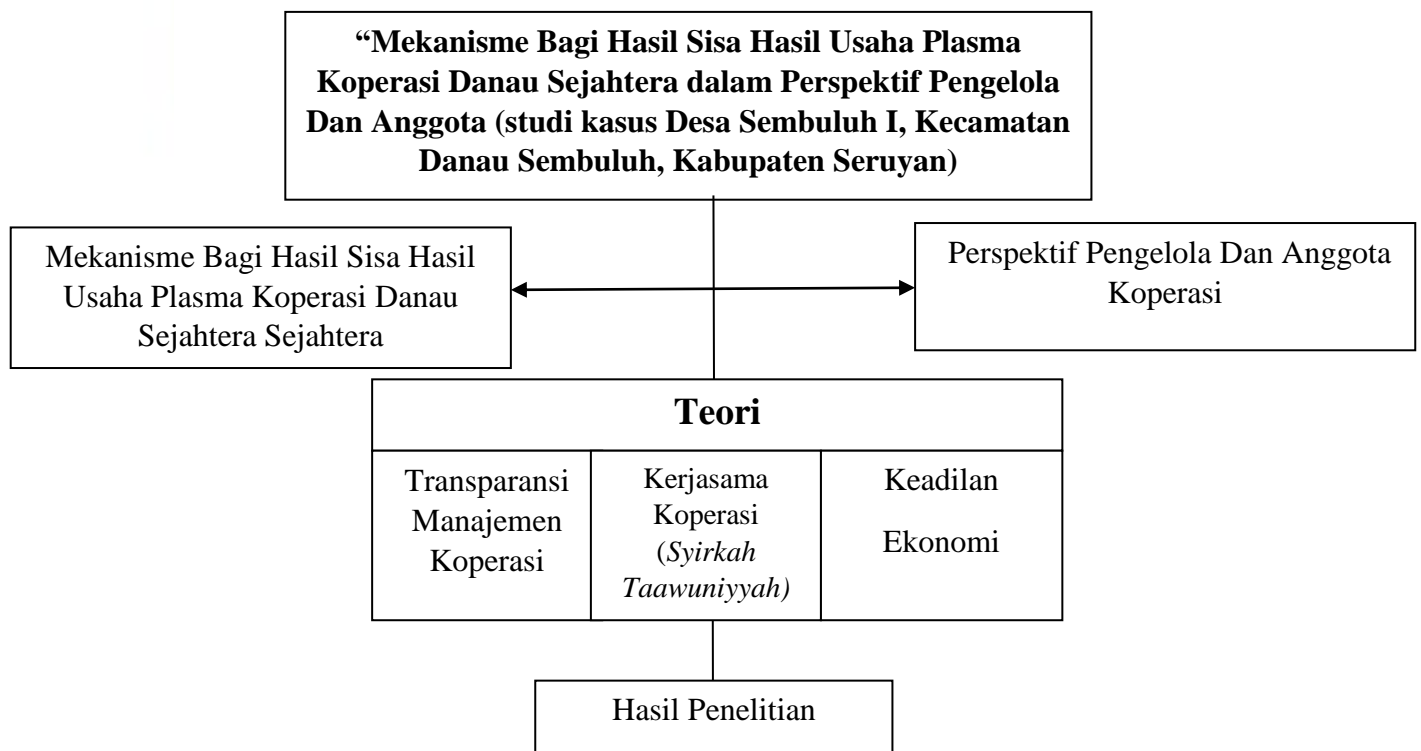 “Mekanisme Bagi Hasil Sisa Hasil Usaha Plasma
Koperasi Danau Sejahtera dalam Perspektif Pengelola
Dan Anggota (studi kasus Desa Sembuluh I, Kecamatan
Danau Sembuluh, Kabupaten Seruyan)
Mekanisme Bagi Hasil Sisa Hasil
Usaha Plasma Koperasi Danau
Sejahtera Sejahtera
Perspektif Pengelola Dan Anggota
Koperasi
Teori
Transparansi
Manajemen
Koperasi
Kerjasama
Koperasi
(Syirkah
Taawuniyyah)
Keadilan
Ekonomi
Hasil Penelitian